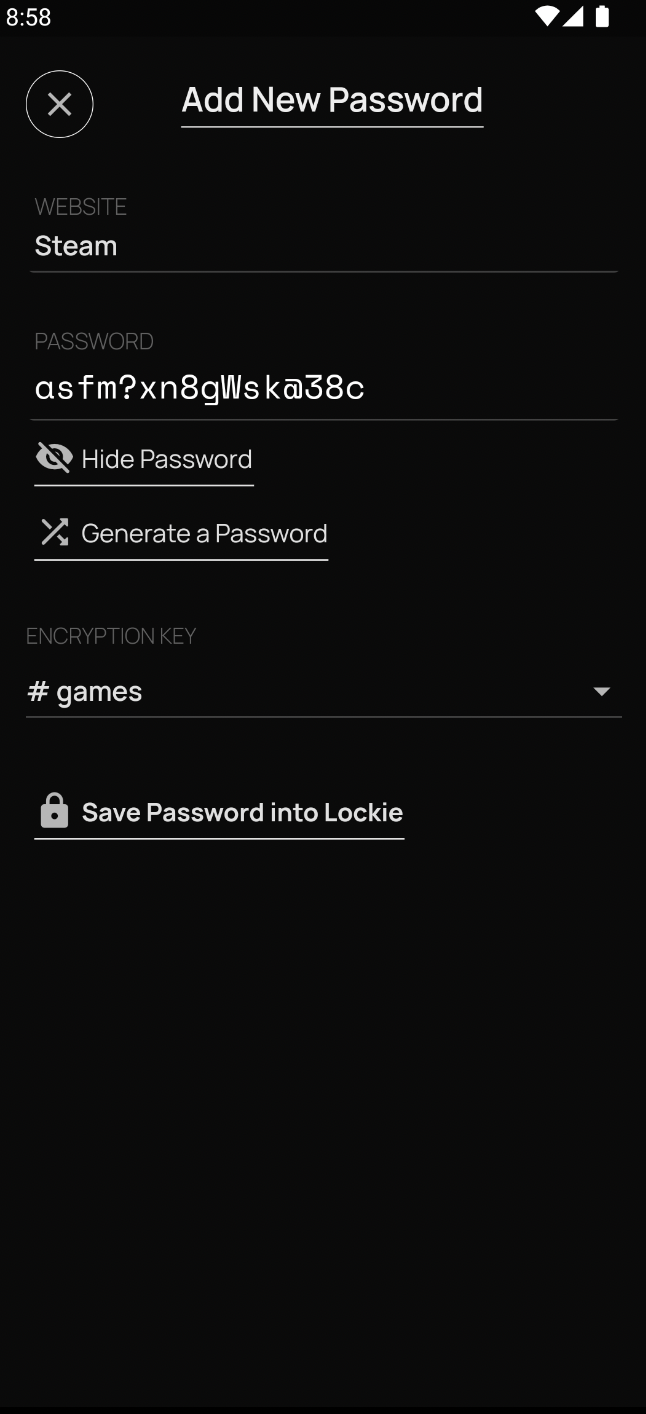 8:58
Add New Password
WEBSITE
Steam
PASSWORD
asfm?xn8gWsk@38c
Hide Password
Generate a Password
ENCRYPTION KEY
# games
Save Password into Lockie